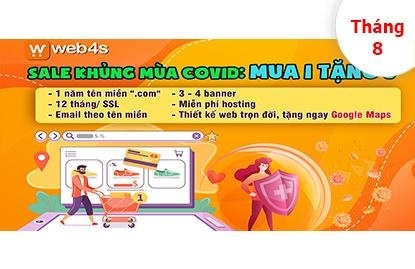 Tháng
8
web4s
SALE KHỦNG MÙA COVID: MUA 1 TẶNG
- 1 năm tên miền ".com"
- 12 tháng/ SSL
- Email theo tên miền
- 3 - 4 banner
- Miễn phí hosting
- Thiết kế web trọn đời, tặng ngay Google Maps
1